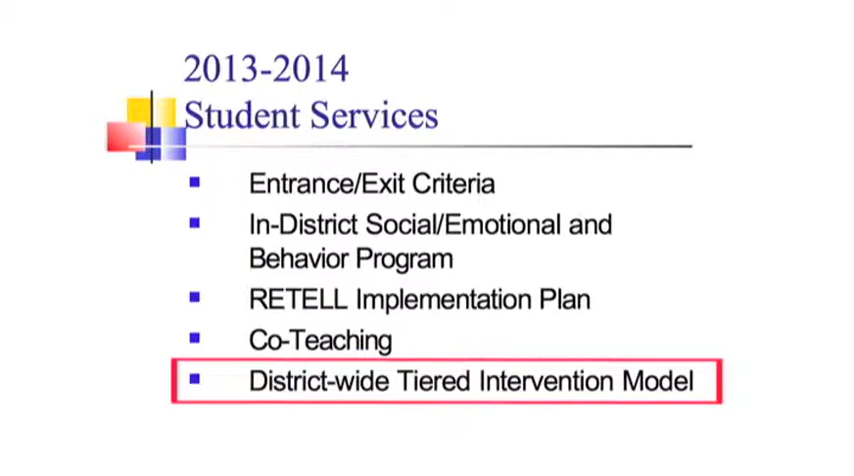 2013-2014
Student Services
Entrance/Exit Criteria
In-District Social/Emotional and
Behavior Program
RETELL Implementation Plan
Co-Teaching
District-wide Tiered Intervention Model